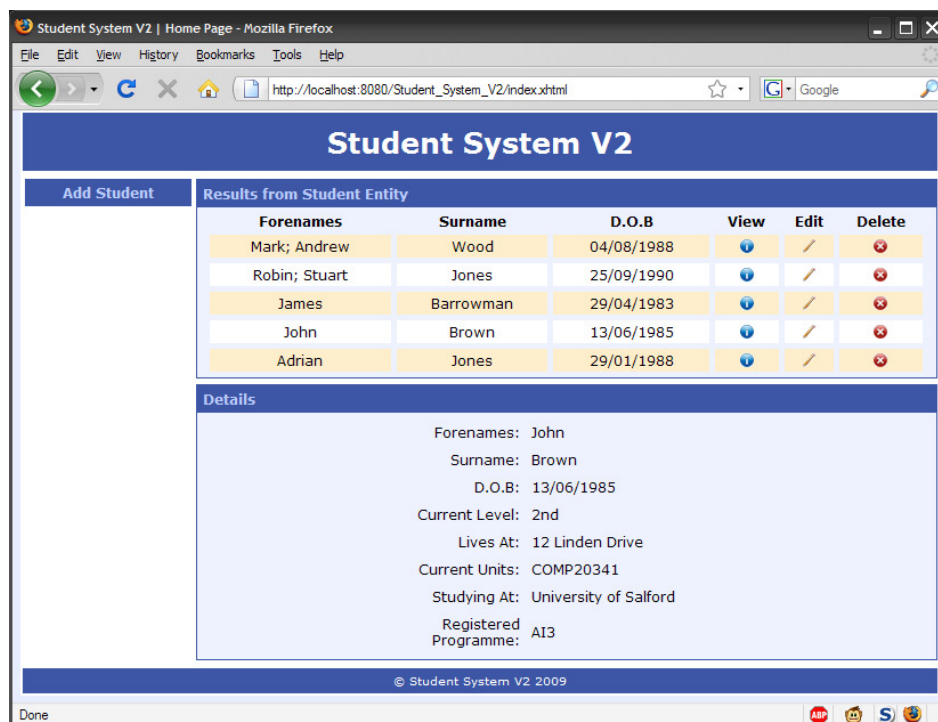 Student System V2 | Home Page - Mozilla Firefox
File Edit View History Bookmarks Tools Help
http://localhost:8080/Student_System_V2/index.xhtml G Google
Student System V2
Add Student
Results from Student Entity
Forenames Surname D.O.B View Edit Delete
Mark; Andrew Wood 04/08/1988
Robin; Stuart Jones 25/09/1990
James Barrowman 29/04/1983
John Brown 13/06/1985
Adrian Jones 29/01/1988
Details
Forenames: John
Surname: Brown
D.O.B: 13/06/1985
Current Level: 2nd
Lives At: 12 Linden Drive
Current Units: COMP20341
Studying At: University of Salford
Registered
Programme: AI3
© Student System V2 2009
Done ABP S